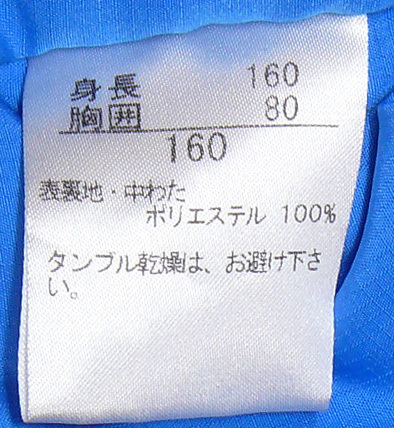 身長 160
胸囲 80
160
表裏地・中わた
ポリエステル 100%
タンブル乾燥は、お避け下さ
い。